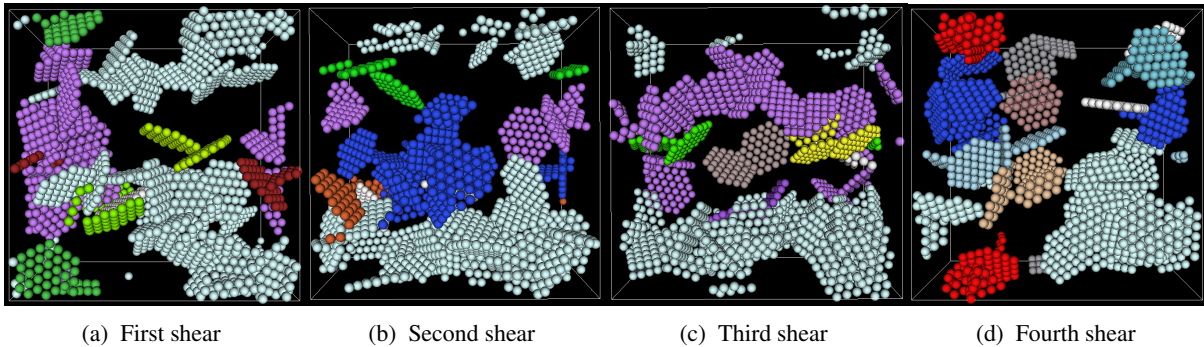 (a) First shear
(b) Second shear
(c) Third shear
(d) Fourth shear